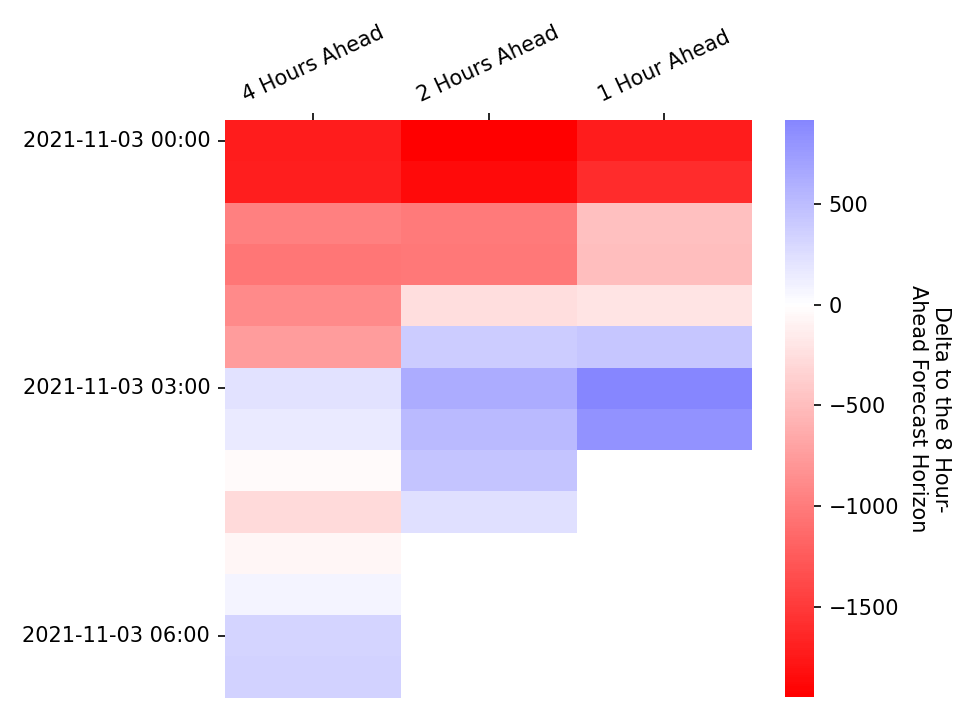 4 Hours Ahead
2 Hours Ahead
1 Hour Ahead
2021-11-03 00:00
2021-11-03 03:00
2021-11-03 06:00
500
0
−500
−1000
−1500
Delta to the 8 Hour-
Ahead Forecast Horizon